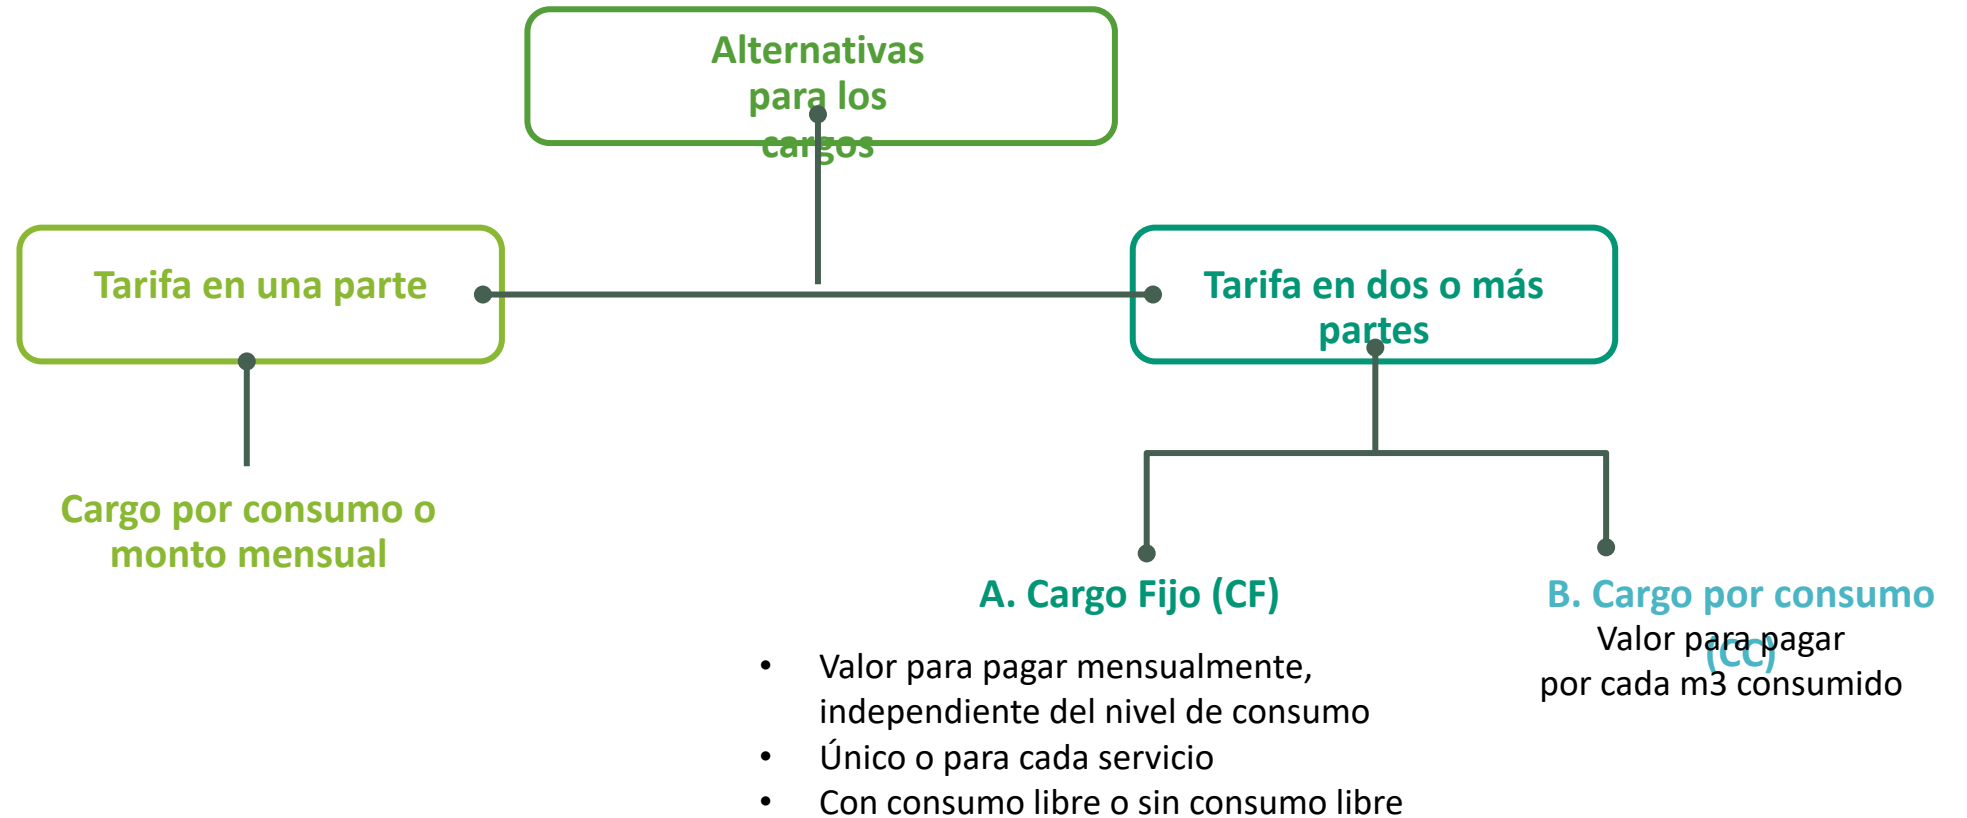 Alternativas
para los
cargos
Tarifa en una parte
Tarifa en dos o más
partes
Cargo por consumo o
monto mensual
A. Cargo Fijo (CF)
• Valor para pagar mensualmente,
independiente del nivel de consumo
• Único o para cada servicio
• Con consumo libre o sin consumo libre
B. Cargo por consumo
(CC)
Valor para pagar
por cada m3 consumido